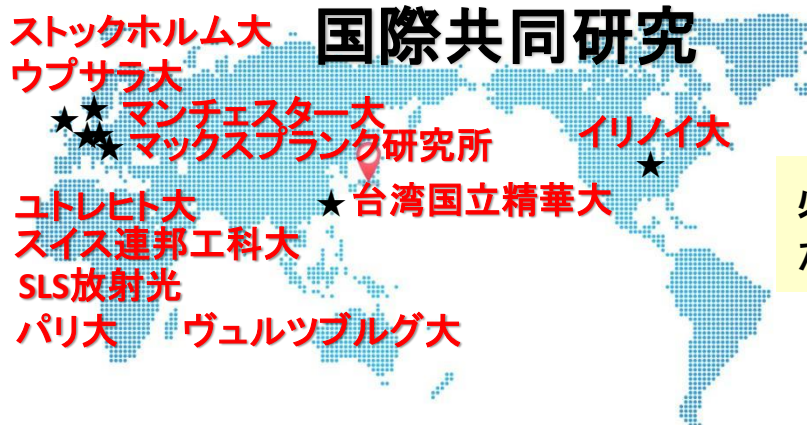 国際共同研究
ストックホルム大
ウプサラ大
マンチェスター大
マックスプランク研究所
イリノイ大
台湾国立精華大
ユトレヒト大
スイス連邦工科大
SLS放射光
パリ大 ヴュルツブルグ大